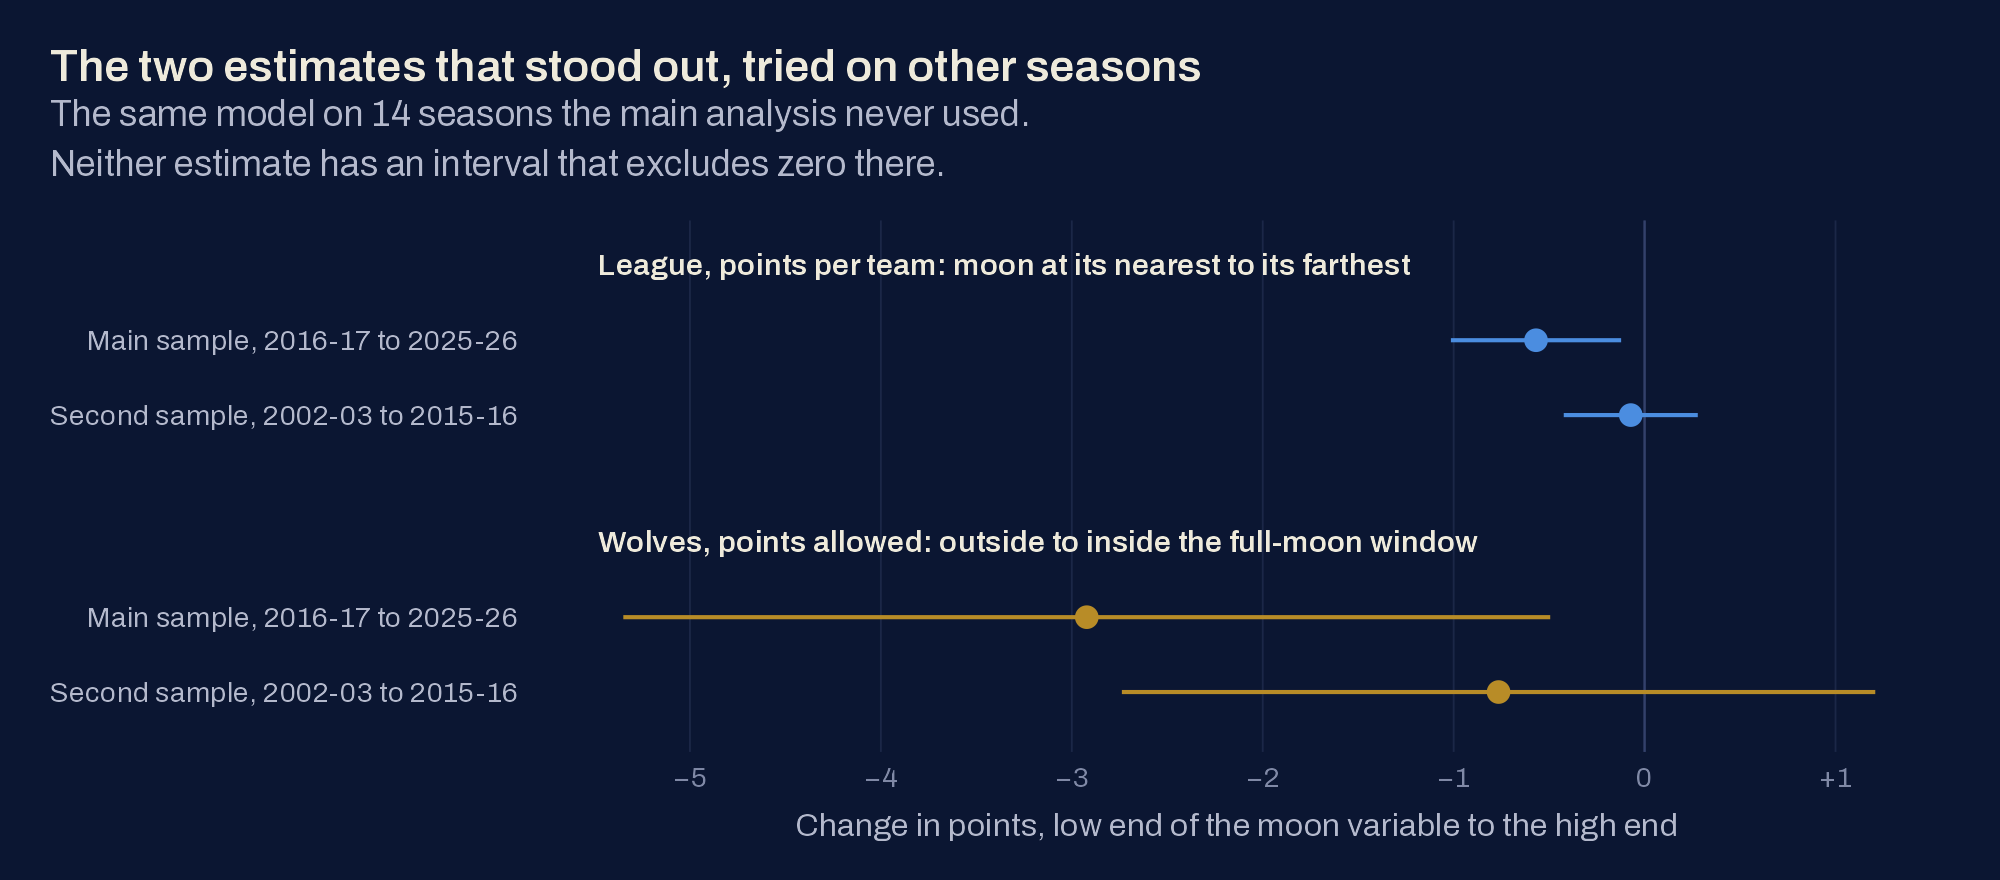 The two estimates that stood out, tried on other seasons
The same model on 14 seasons the main analysis never used.
Neither estimate has an interval that excludes zero there.
League, points per team: moon at its nearest to its farthest
Main sample, 2016-17 to 2025-26
Second sample, 2002-03 to 2015-16
Wolves, points allowed: outside to inside the full-moon window
Main sample, 2016-17 to 2025-26
Second sample, 2002-03 to 2015-16
−5 −4 −3 −2 −1 0 +1
Change in points, low end of the moon variable to the high end